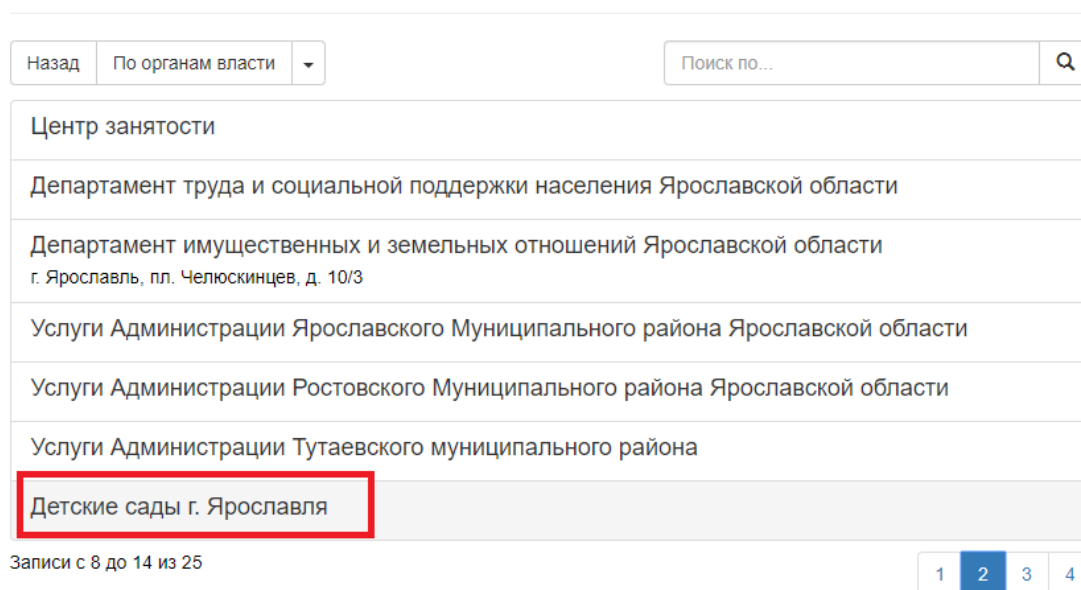 Назад По органам власти Поиск по...
Центр занятости
Департамент труда и социальной поддержки населения Ярославской области
Департамент имущественных и земельных отношений Ярославской области
г. Ярославль, пл. Челюскинцев, д. 10/3
Услуги Администрации Ярославского Муниципального района Ярославской области
Услуги Администрации Ростовского Муниципального района Ярославской области
Услуги Администрации Тутаевского муниципального района
Детские сады г. Ярославля
Записи с 8 до 14 из 25
1 2 3 4